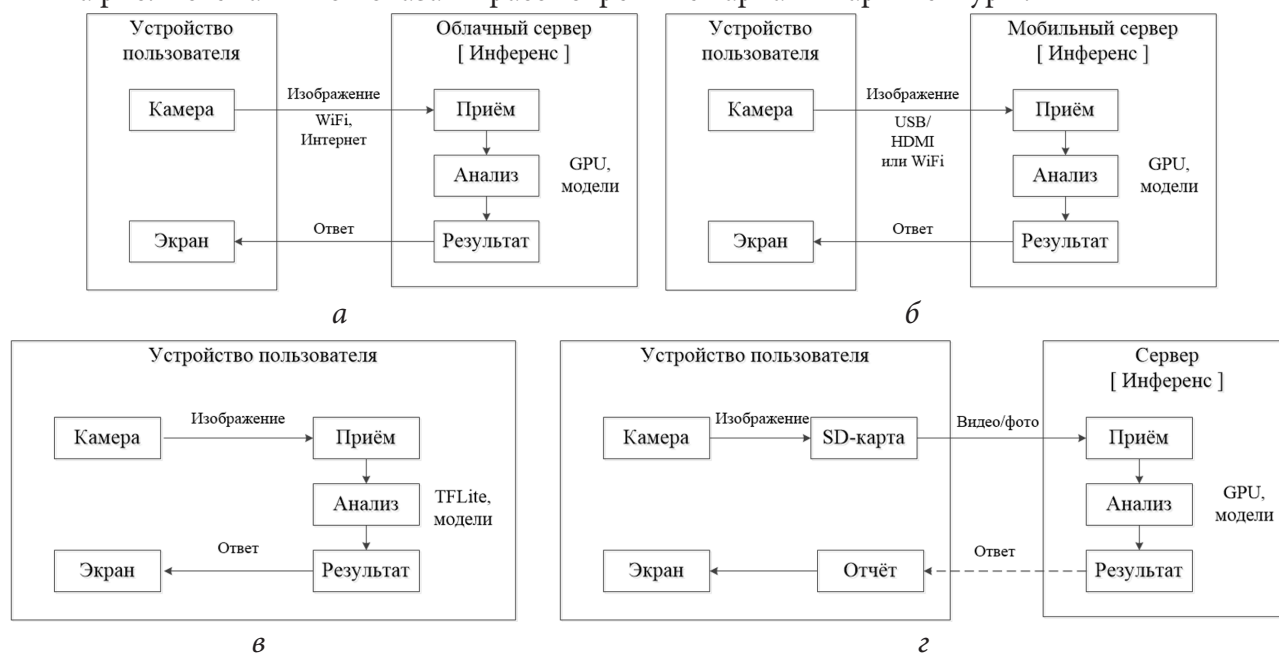 Устройство
пользователя
Облачный сервер
[ Инференс ]
Камера
Изображение
WiFi,
Интернет
Приём
Анализ
GPU,
модели
Экран
Ответ
Результат
а
Устройство
пользователя
Мобильный сервер
[ Инференс ]
Камера
Изображение
USB/
HDMI
или WiFi
Приём
Анализ
GPU,
модели
Экран
Ответ
Результат
б
Устройство пользователя
Камера
Изображение
Приём
Анализ
TFLite,
модели
Экран
Ответ
Результат
в
Устройство пользователя
Сервер
[ Инференс ]
Камера
Изображение
SD-карта
Видео/фото
Приём
Анализ
GPU,
модели
Экран
Отчёт
Ответ
Результат
г